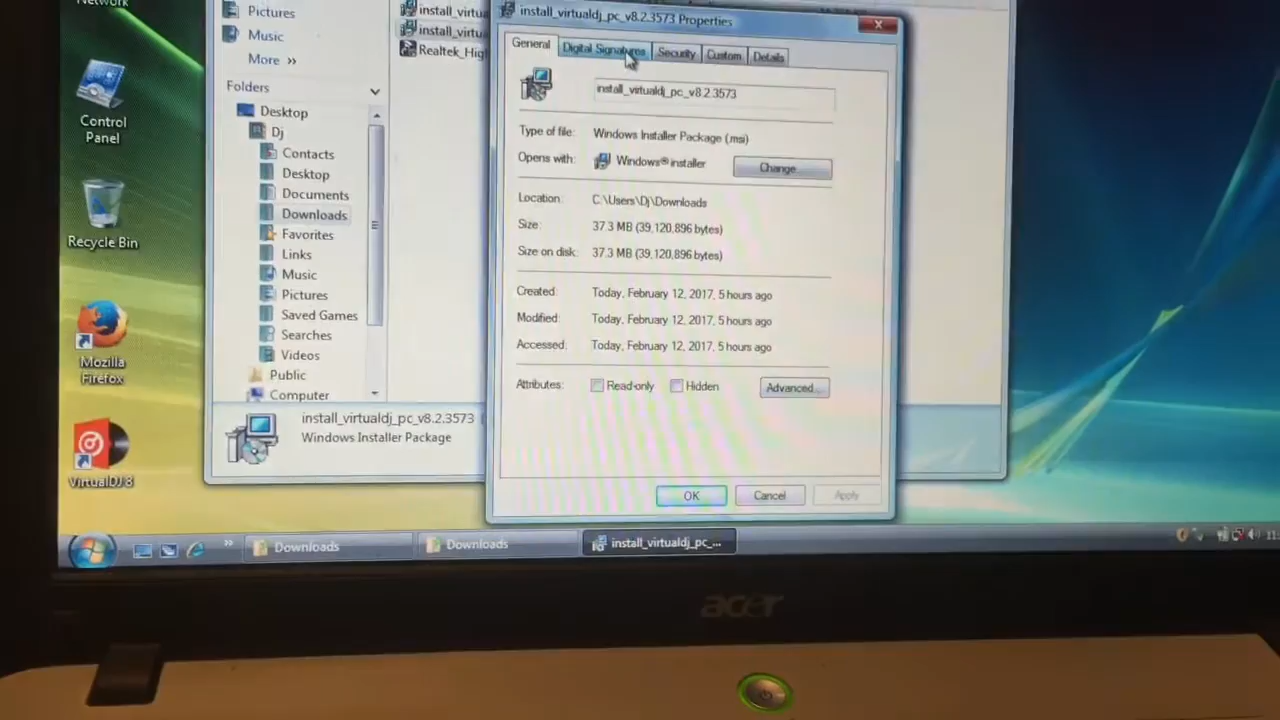 Network
Control
Panel
Recycle Bin
Mozilla
Firefox
VirtualDJ 8
Pictures
Music
More »
Folders
Desktop
Dj
Contacts
Desktop
Documents
Downloads
Favorites
Links
Music
Pictures
Saved Games
Searches
Videos
Public
Computer
install_virtua
install_virtua
Realtek_Hig
install_virtualdj_pc_v8.2.3573
Windows Installer Package
install_virtualdj_pc_v8.2.3573 Properties
General Digital Signatures Security Custom Details
install_virtualdj_pc_v8.2.3573
Type of file: Windows Installer Package (.msi)
Opens with: Windows® installer Change...
Location: C:\Users\Dj\Downloads
Size: 37.3 MB (39,120,896 bytes)
Size on disk: 37.3 MB (39,120,896 bytes)
Created: Today, February 12, 2017, 5 hours ago
Modified: Today, February 12, 2017, 5 hours ago
Accessed: Today, February 12, 2017, 5 hours ago
Attributes: Read-only Hidden Advanced...
OK Cancel Apply
» Downloads Downloads install_virtualdj_pc_...
11:
acer